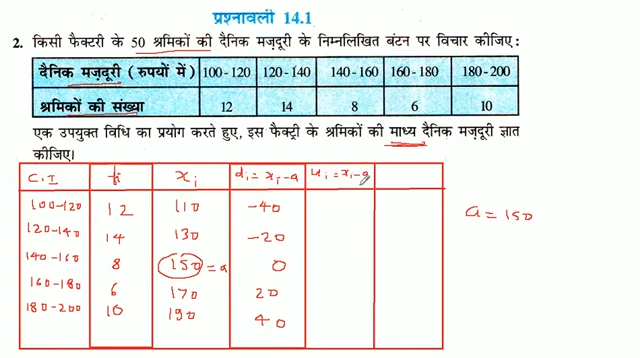 प्रश्नावली 14.1
2. किसी फैक्टरी के 50 श्रमिकों की दैनिक मज़दूरी के निम्नलिखित बंटन पर विचार कीजिए :
दैनिक मज़दूरी ( रुपयों में ) 100 - 120 120 - 140 140 - 160 160 - 180 180 - 200
श्रमिकों की संख्या 12 14 8 6 10
एक उपयुक्त विधि का प्रयोग करते हुए, इस फैक्ट्री के श्रमिकों की माध्य दैनिक मज़दूरी ज्ञात
कीजिए।
C.I fi xi di = xi - a ui = xi - a
100-120 12 110 -40
a = 150
120-140 14 130 -20
140-160 8 150 = a 0
160-180 6 170 20
180-200 10 190 40